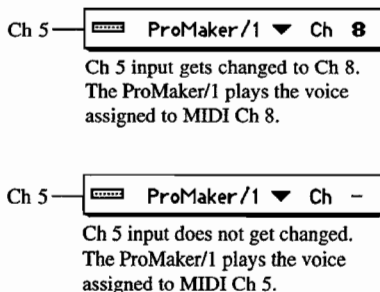 Ch 5 ProMaker/1 ▼ Ch 8
Ch 5 input gets changed to Ch 8.
The ProMaker/1 plays the voice
assigned to MIDI Ch 8.
Ch 5 ProMaker/1 ▼ Ch -
Ch 5 input does not get changed.
The ProMaker/1 plays the voice
assigned to MIDI Ch 5.